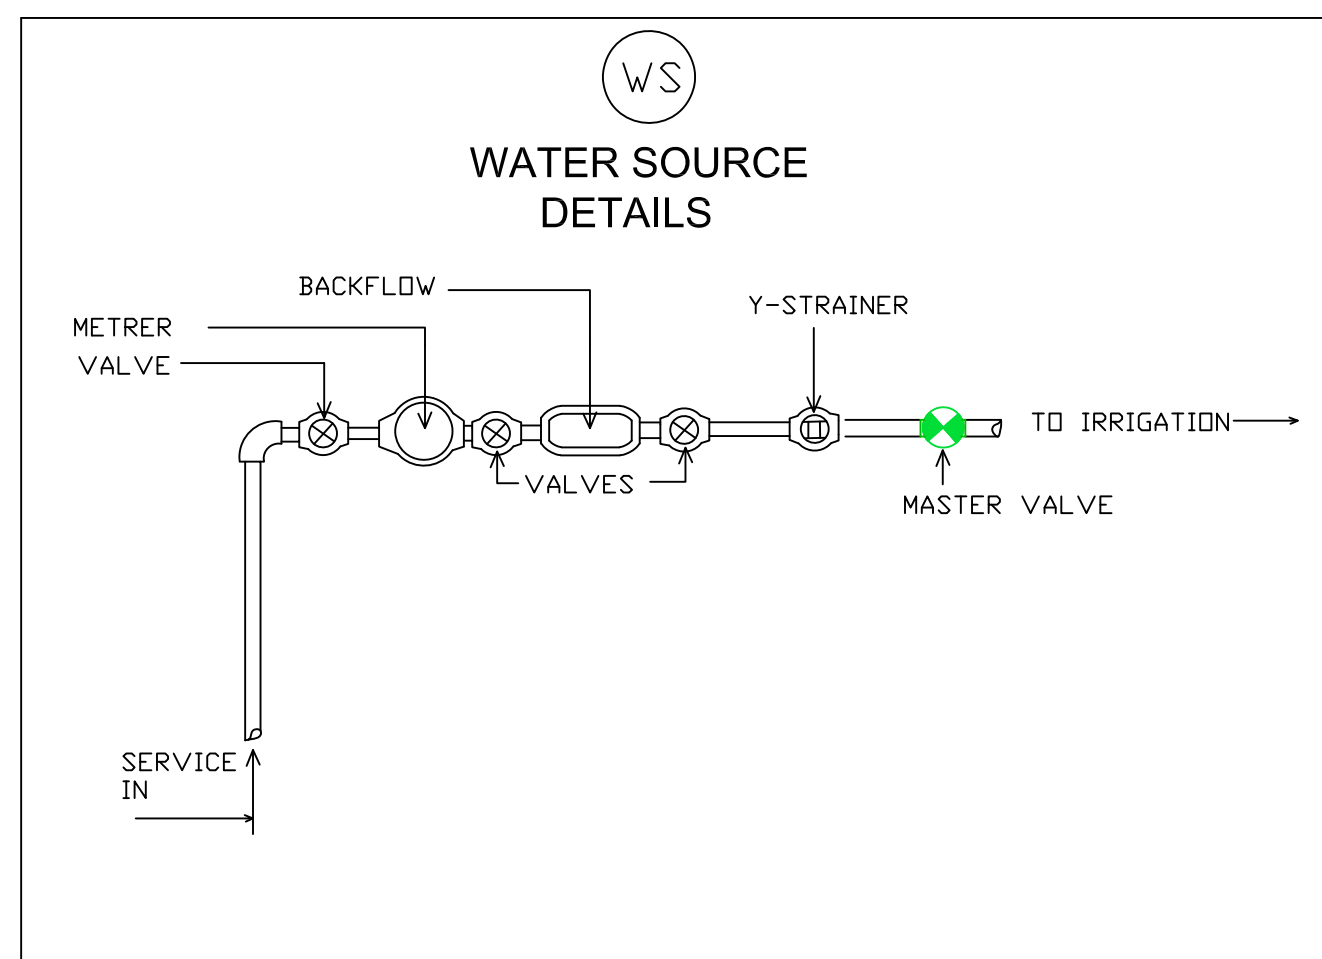 WS
WATER SOURCE
DETAILS
BACKFLOW
Y-STRAINER
METRER
VALVE
TO IRRIGATION
VALVES
MASTER VALVE
SERVICE
IN